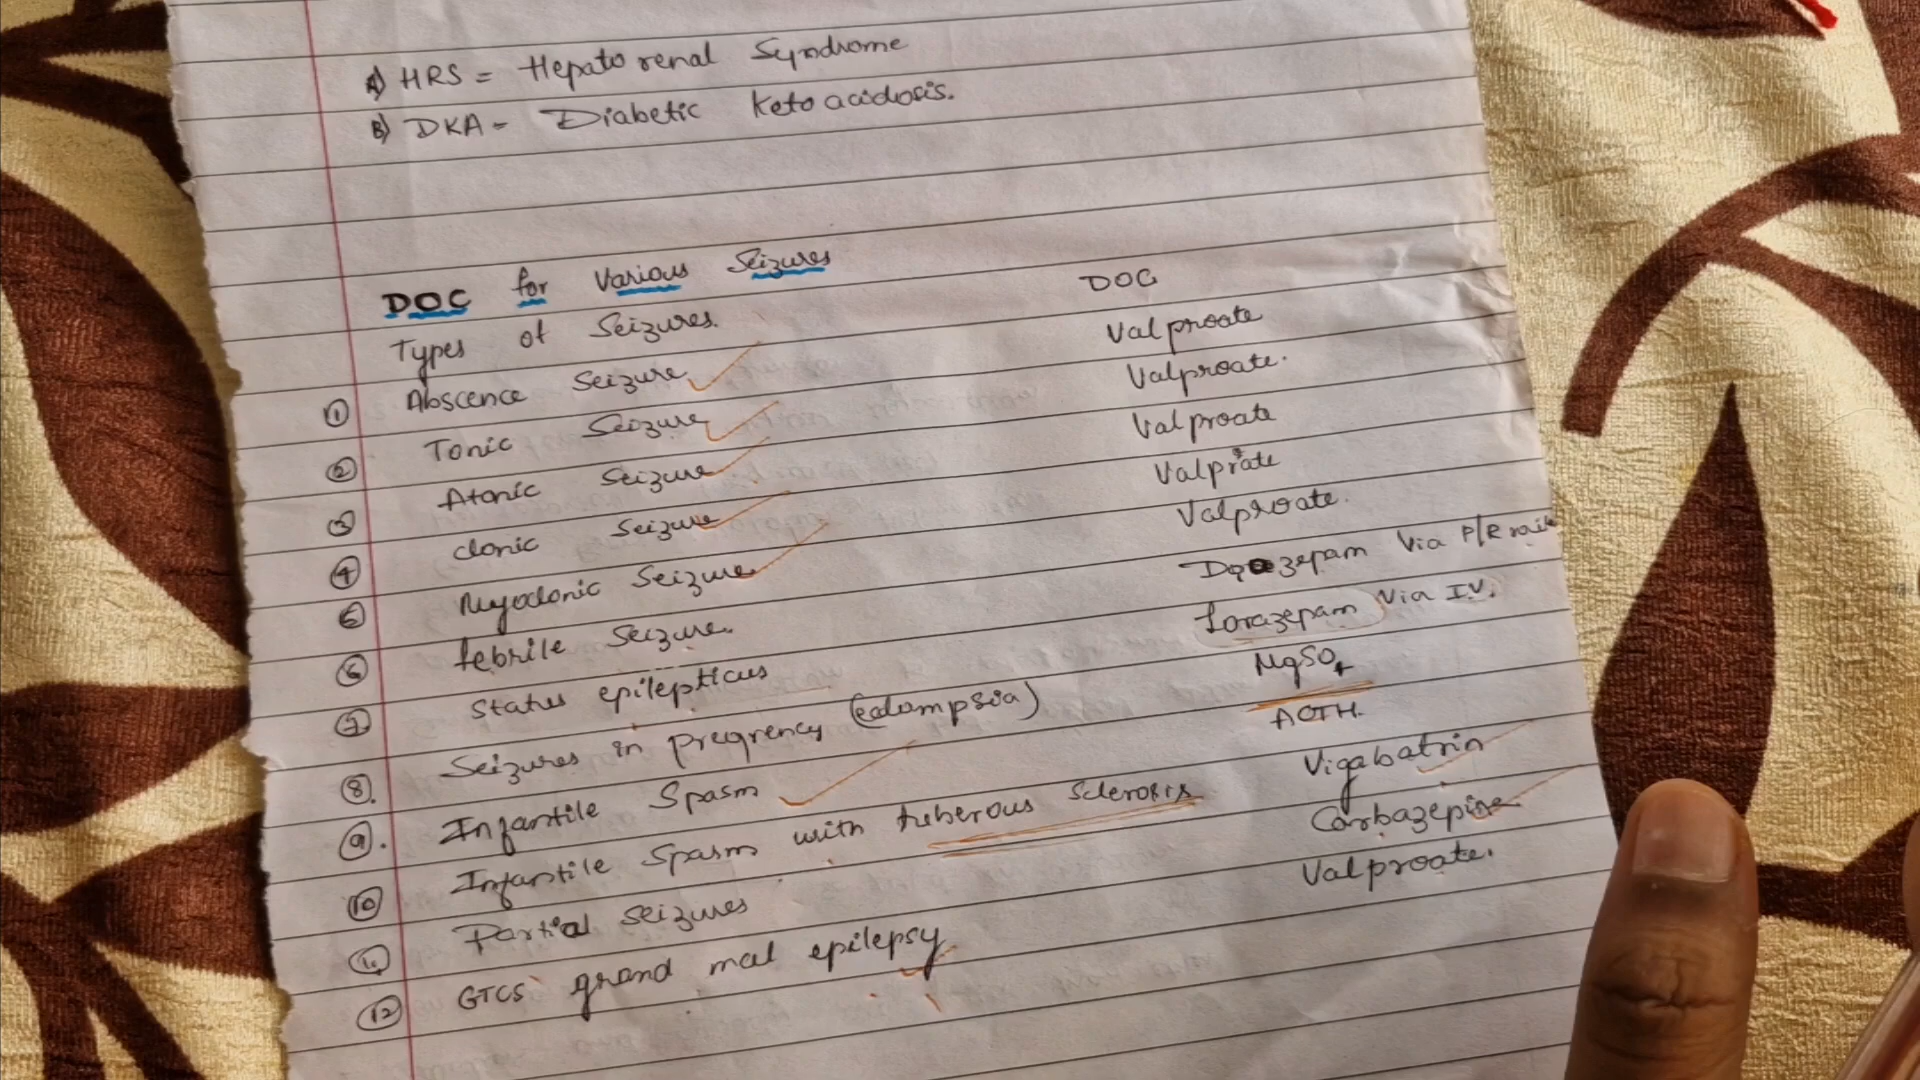 A) HRS = Hepato renal Syndrome
B) DKA = Diabetic Keto acidosis.
DOC for Various Seizures
Types of Seizures. DOC
① Abscence Seizure Valproate
② Tonic Seizure Valproate.
③ Atonic Seizure Valproate
④ clonic Seizure Valprate
⑤ Myoclonic Seizure Valproate.
⑥ febrile Seizure. Via P/R
⑦ Status epilepticus Lorazepam Via I.V.
⑧. Seizures in pregnency (eclampsia) MgSO4
⑨. Infantile Spasm ACTH.
⑩ Infantile Spasm with tuberous Sclerosis Vigabatrin
Partial seizures Carbazepine
⑫ GTCS grand mal epilepsy Valproate.